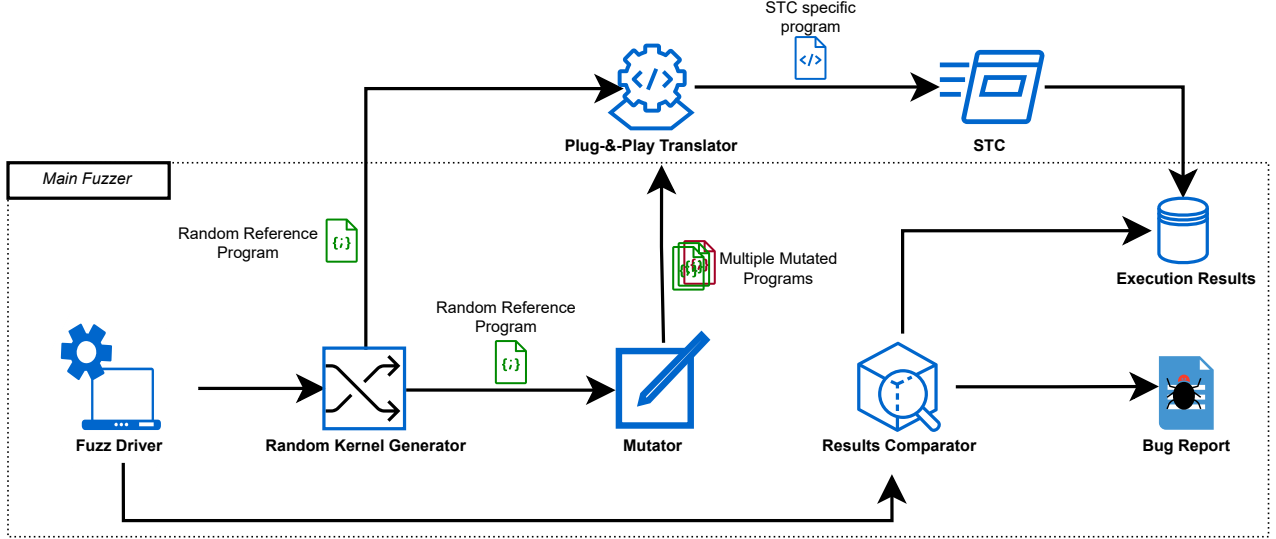 STC specific
program
</>
</>
Plug-&-Play Translator
STC
Main Fuzzer
Random Reference
Program
{;}
Multiple Mutated
Programs
Execution Results
Random Reference
Program
{;}
Fuzz Driver
Random Kernel Generator
Mutator
Results Comparator
Bug Report